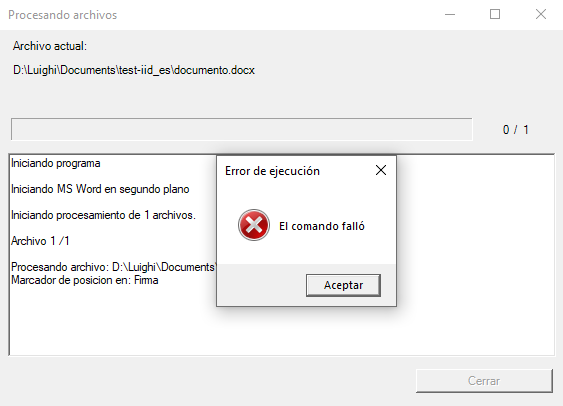 Procesando archivos
Archivo actual:
D:\Luighi\Documents\test-iid_es\documento.docx
0 / 1
Iniciando programa
Iniciando MS Word en segundo plano
Iniciando procesamiento de 1 archivos.
Archivo 1 /1
Procesando archivo: D:\Luighi\Documents\
Marcador de posicion en: Firma
Error de ejecución
El comando falló
Aceptar
Cerrar